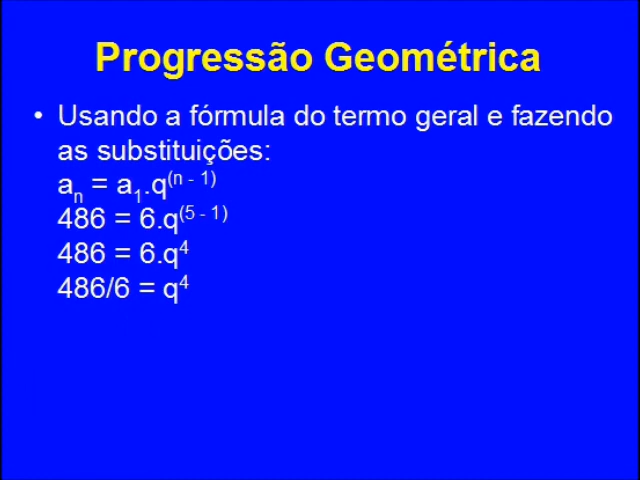 Progressão Geométrica
• Usando a fórmula do termo geral e fazendo
as substituições:
aₙ = a₁.q⁽ⁿ ⁻ ¹⁾
486 = 6.q⁽⁵ ⁻ ¹⁾
486 = 6.q⁴
486/6 = q⁴